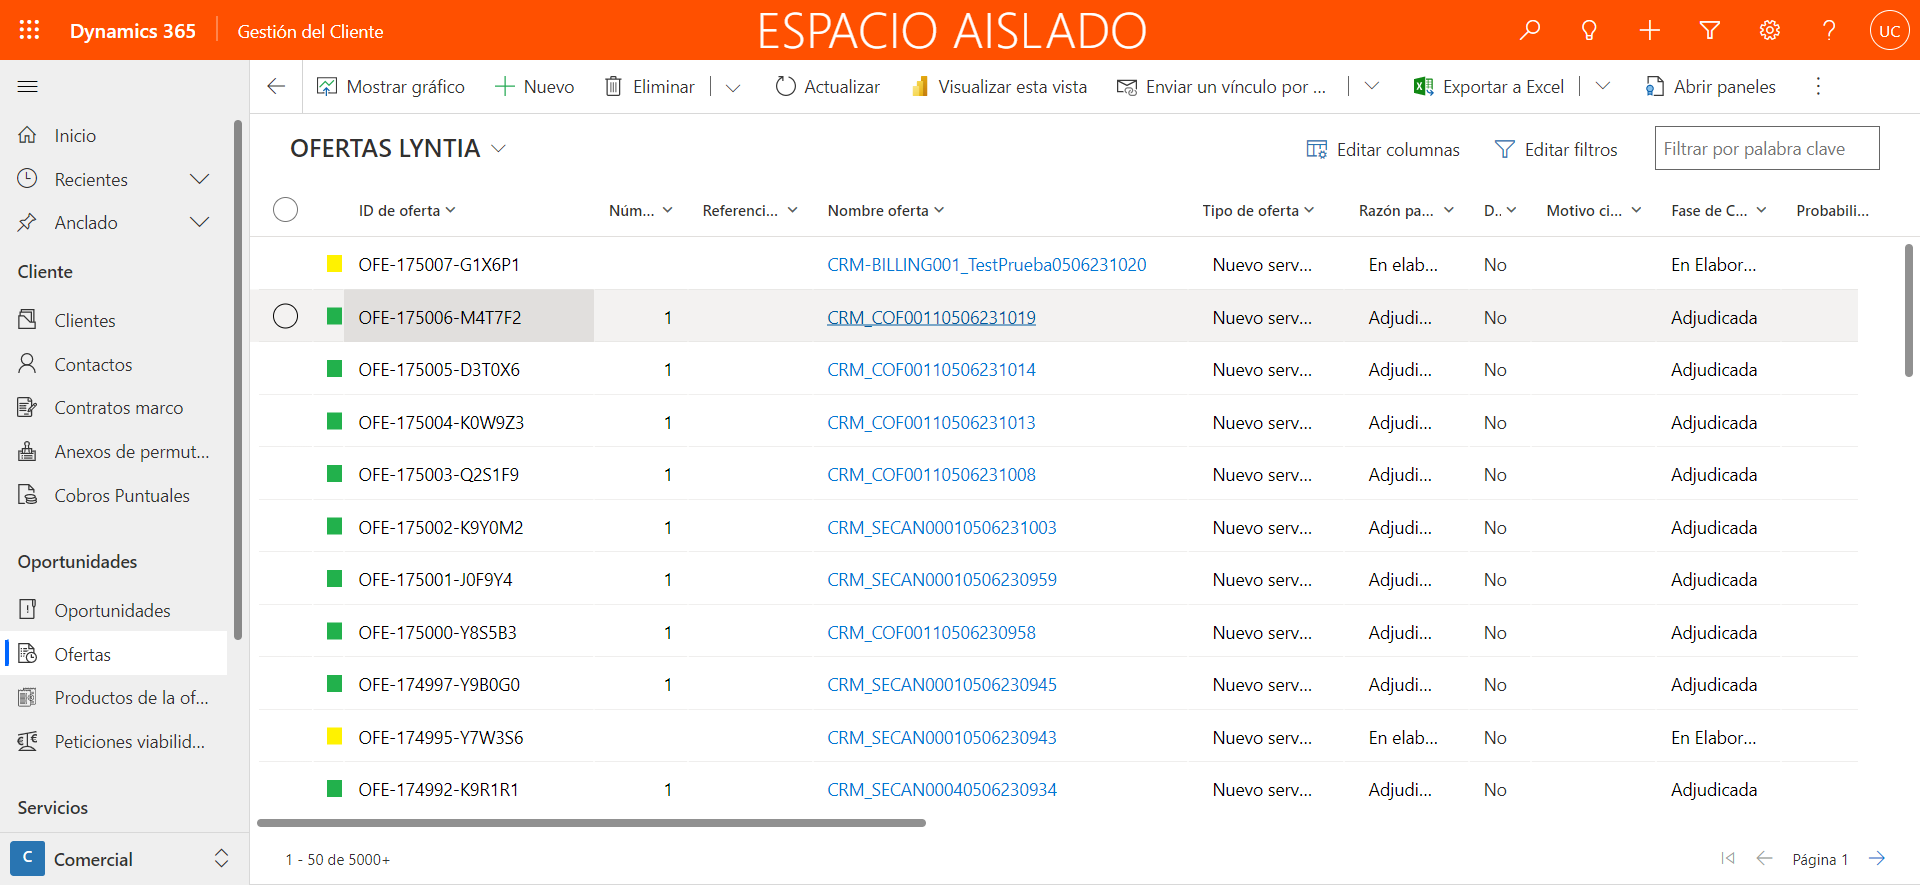 Dynamics 365 Gestión del Cliente ESPACIO AISLADO UC
Mostrar gráfico Nuevo Eliminar Actualizar Visualizar esta vista Enviar un vínculo por ... Exportar a Excel Abrir paneles
Inicio
Recientes
Anclado
Cliente
Clientes
Contactos
Contratos marco
Anexos de permut...
Cobros Puntuales
Oportunidades
Oportunidades
Ofertas
Productos de la of...
Peticiones viabilid...
Servicios
C Comercial
OFERTAS LYNTIA Editar columnas Editar filtros Filtrar por palabra clave
ID de oferta Núm... Referenci... Nombre oferta Tipo de oferta Razón pa... D.. Motivo ci... Fase de C... Probabili...
OFE-175007-G1X6P1 CRM-BILLING001_TestPrueba0506231020 Nuevo serv... En elab... No En Elabor...
OFE-175006-M4T7F2 1 CRM_COF00110506231019 Nuevo serv... Adjudi... No Adjudicada
OFE-175005-D3T0X6 1 CRM_COF00110506231014 Nuevo serv... Adjudi... No Adjudicada
OFE-175004-K0W9Z3 1 CRM_COF00110506231013 Nuevo serv... Adjudi... No Adjudicada
OFE-175003-Q2S1F9 1 CRM_COF00110506231008 Nuevo serv... Adjudi... No Adjudicada
OFE-175002-K9Y0M2 1 CRM_SECAN00010506231003 Nuevo serv... Adjudi... No Adjudicada
OFE-175001-J0F9Y4 1 CRM_SECAN00010506230959 Nuevo serv... Adjudi... No Adjudicada
OFE-175000-Y8S5B3 1 CRM_COF00110506230958 Nuevo serv... Adjudi... No Adjudicada
OFE-174997-Y9B0G0 1 CRM_SECAN00010506230945 Nuevo serv... Adjudi... No Adjudicada
OFE-174995-Y7W3S6 CRM_SECAN00010506230943 Nuevo serv... En elab... No En Elabor...
OFE-174992-K9R1R1 1 CRM_SECAN00040506230934 Nuevo serv... Adjudi... No Adjudicada
1 - 50 de 5000+ Página 1